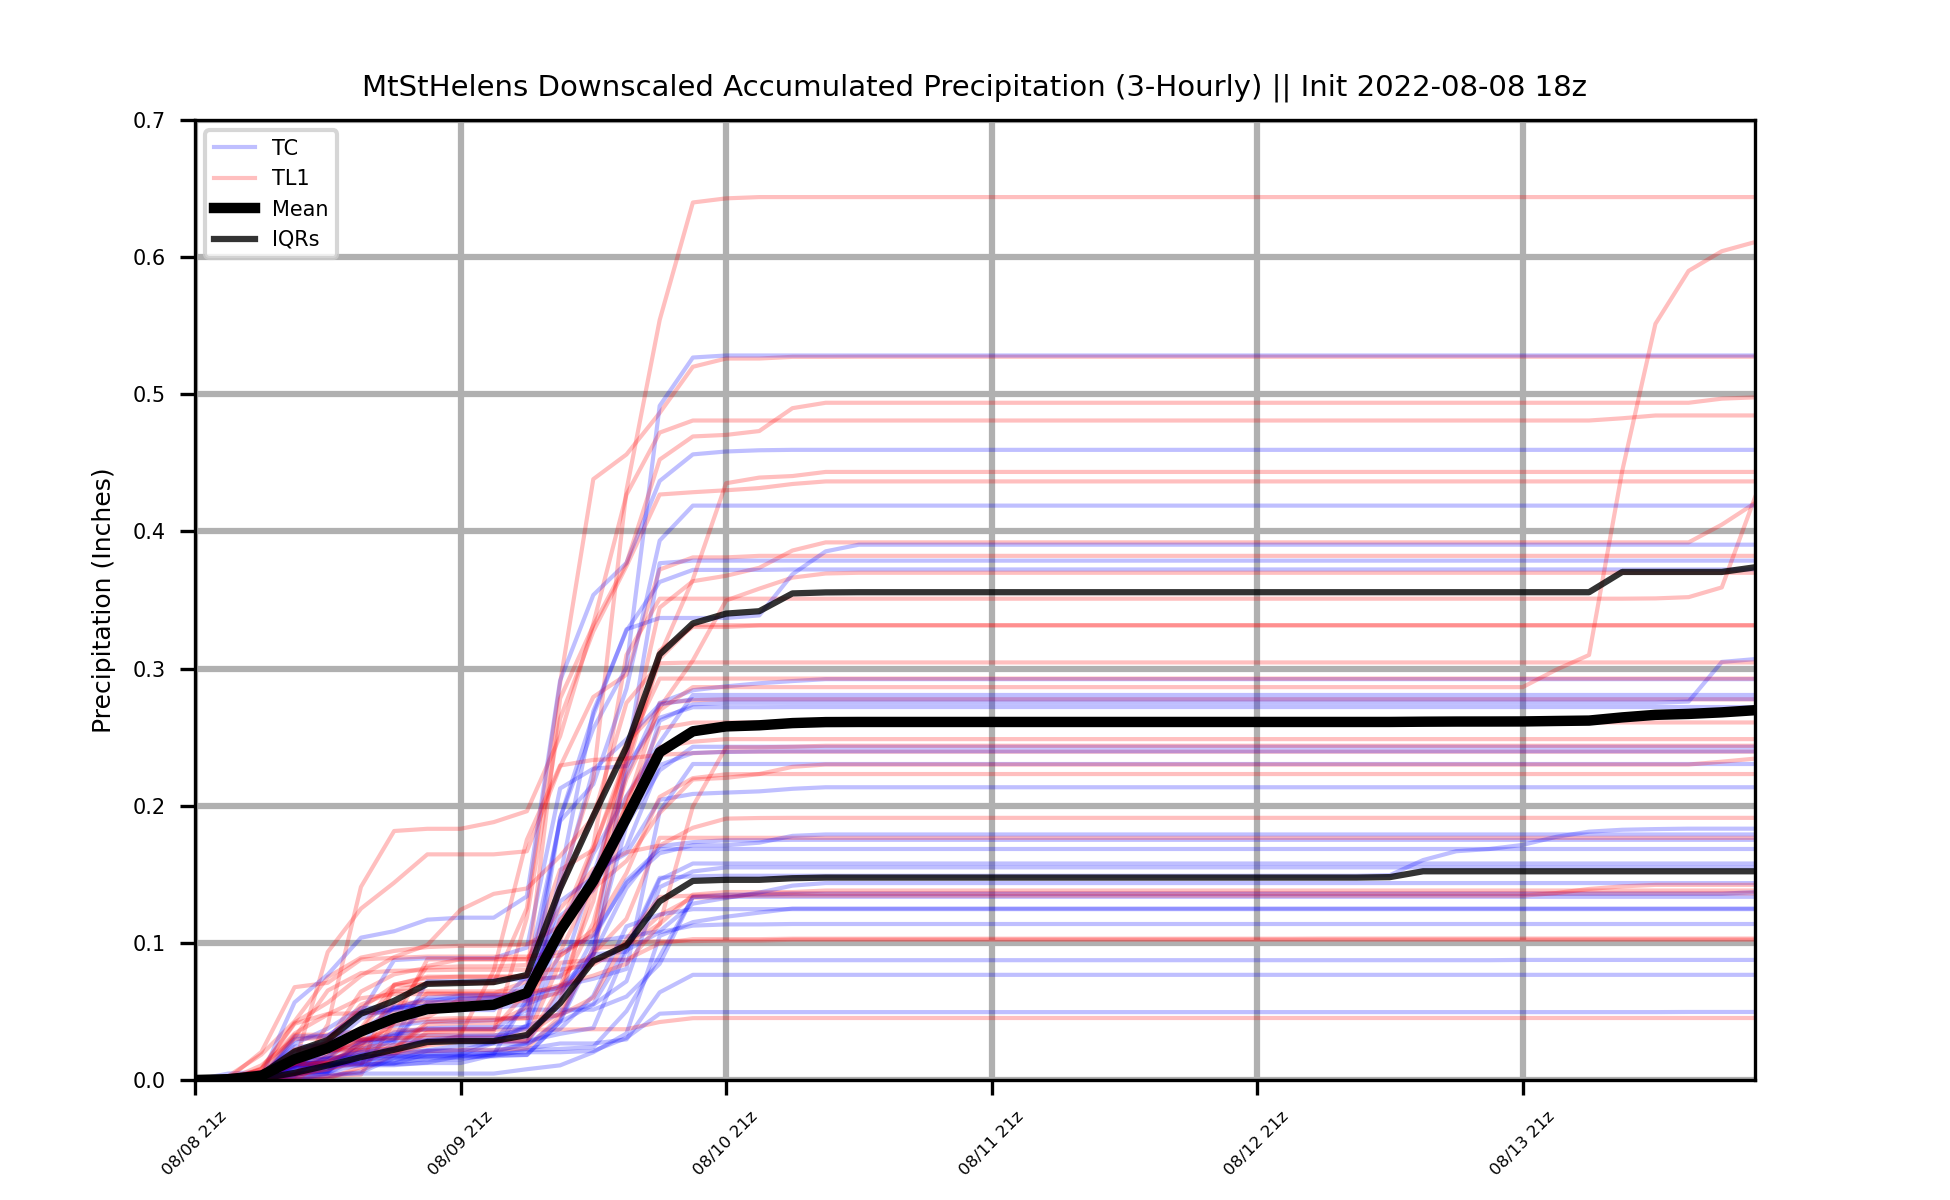 MtStHelens Downscaled Accumulated Precipitation (3-Hourly) || Init 2022-08-08 18z
TC
TL1
Mean
IQRs
Precipitation (Inches)
0.7
0.6
0.5
0.4
0.3
0.2
0.1
0.0
08/08 21z
08/09 21z
08/10 21z
08/11 21z
08/12 21z
08/13 21z